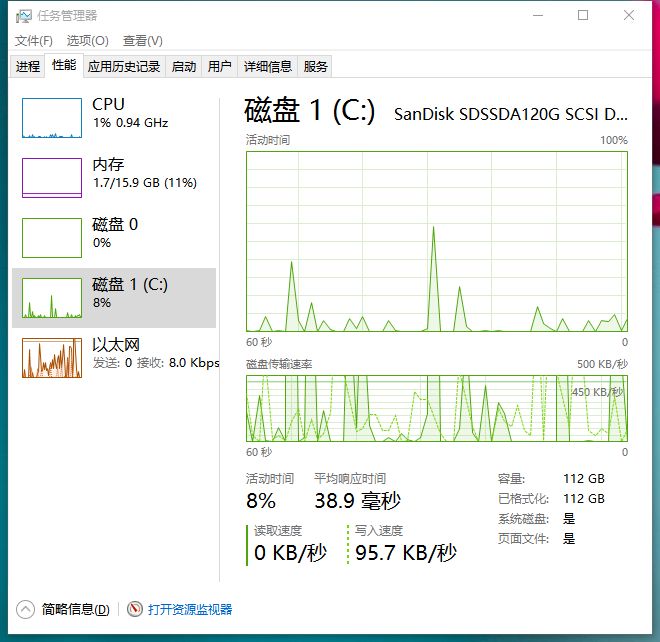 任务管理器
文件(F) 选项(O) 查看(V)
进程 性能 应用历史记录 启动 用户 详细信息 服务
CPU
1% 0.94 GHz
内存
1.7/15.9 GB (11%)
磁盘 0
0%
磁盘 1 (C:)
8%
以太网
发送: 0 接收: 8.0 Kbps
磁盘 1 (C:) SanDisk SDSSDA120G SCSI D...
活动时间 100%
60 秒 0
磁盘传输速率 500 KB/秒
450 KB/秒
60 秒 0
活动时间 平均响应时间
8% 38.9 毫秒
读取速度 写入速度
0 KB/秒 95.7 KB/秒
容量: 112 GB
已格式化: 112 GB
系统磁盘: 是
页面文件: 是
简略信息(D) 打开资源监视器